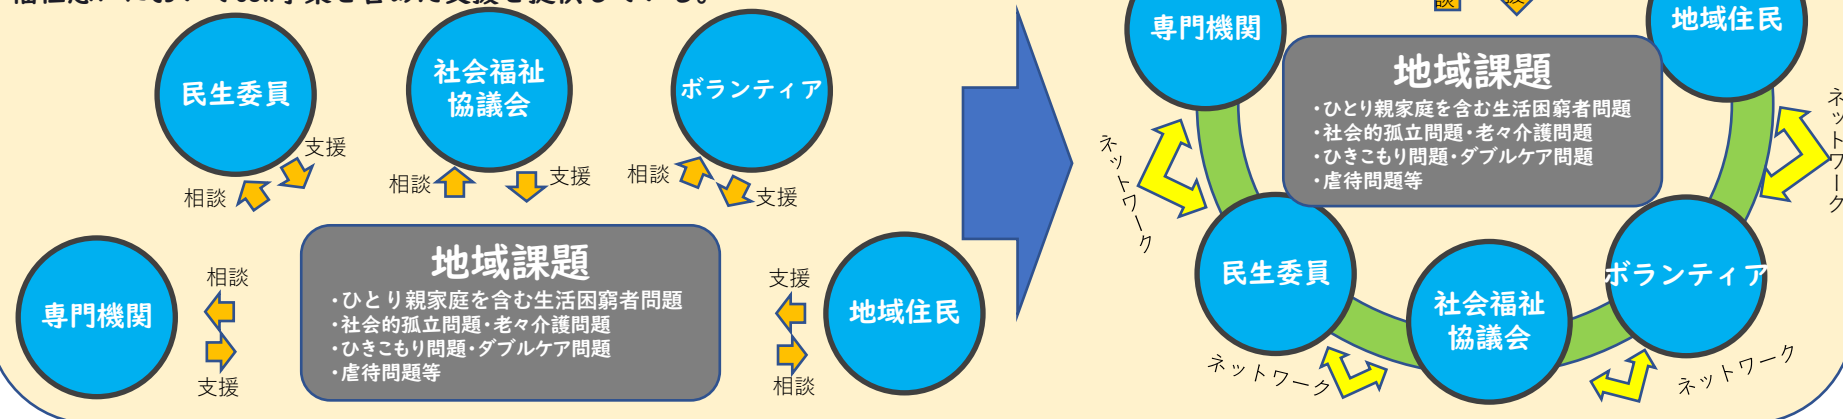 民生委員
社会福祉
協議会
ボランティア
支援
相談
相談
支援
相談
支援
専門機関
相談
支援
地域課題
・ひとり親家庭を含む生活困窮者問題
・社会的孤立問題・老々介護問題
・ひきこもり問題・ダブルケア問題
・虐待問題等
支援
相談
地域住民
専門機関
地域住民
地域課題
・ひとり親家庭を含む生活困窮者問題
・社会的孤立問題・老々介護問題
・ひきこもり問題・ダブルケア問題
・虐待問題等
ネットワーク
ネットワーク
民生委員
社会福祉
協議会
ボランティア
ネットワーク
ネットワーク